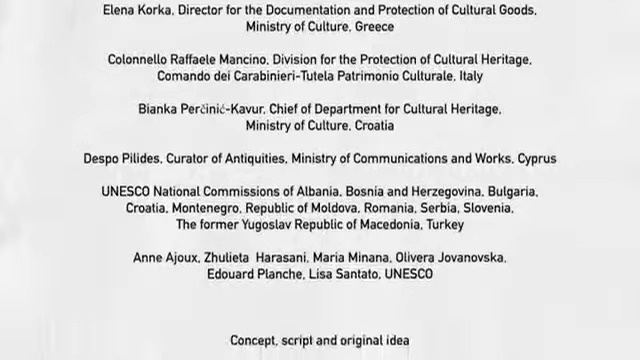 Elena Korka, Director for the Documentation and Protection of Cultural Goods,
Ministry of Culture, Greece
Colonnello Raffaele Mancino, Division for the Protection of Cultural Heritage,
Comando dei Carabinieri-Tutela Patrimonio Culturale, Italy
Bianka Perčinić-Kavur, Chief of Department for Cultural Heritage,
Ministry of Culture, Croatia
Despo Pilides, Curator of Antiquities, Ministry of Communications and Works, Cyprus
UNESCO National Commissions of Albania, Bosnia and Herzegovina, Bulgaria,
Croatia, Montenegro, Republic of Moldova, Romania, Serbia, Slovenia,
The former Yugoslav Republic of Macedonia, Turkey
Anne Ajoux, Zhulieta Harasani, Maria Minana, Olivera Jovanovska,
Edouard Planche, Lisa Santato, UNESCO
Concept, script and original idea